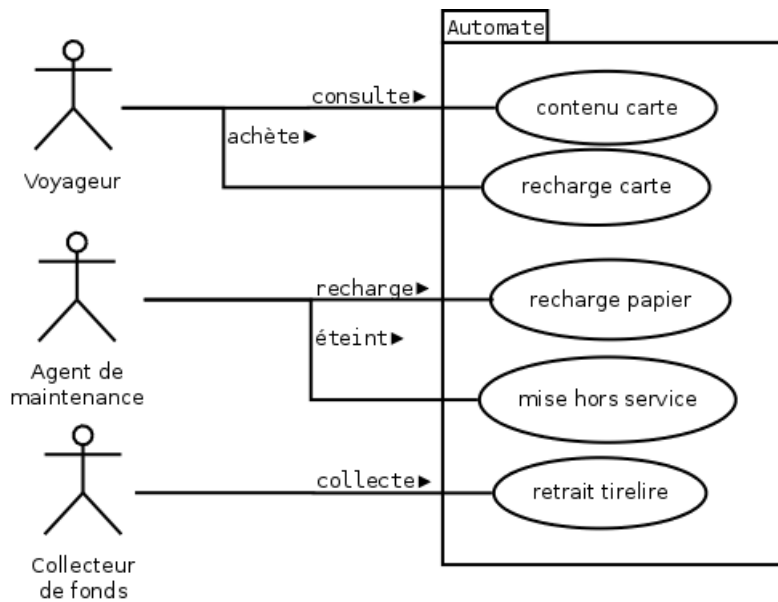 Automate
consulte►
contenu carte
achète►
Voyageur
recharge carte
recharge►
recharge papier
éteint►
Agent de
maintenance
mise hors service
collecte►
retrait tirelire
Collecteur
de fonds